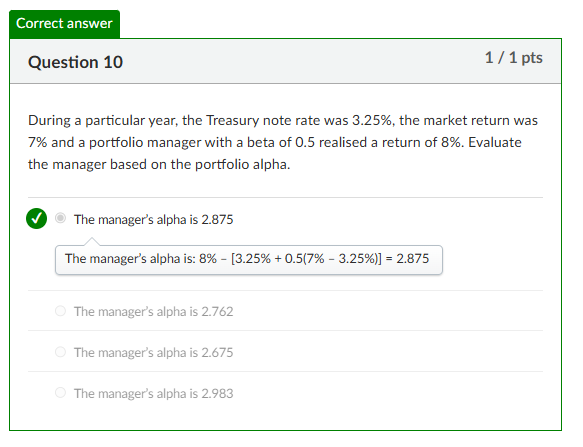 Correct answer
Question 10
1 / 1 pts
During a particular year, the Treasury note rate was 3.25%, the market return was
7% and a portfolio manager with a beta of 0.5 realised a return of 8%. Evaluate
the manager based on the portfolio alpha.
The manager's alpha is 2.875
The manager's alpha is: 8% – [3.25% + 0.5(7% – 3.25%)] = 2.875
The manager's alpha is 2.762
The manager's alpha is 2.675
The manager's alpha is 2.983